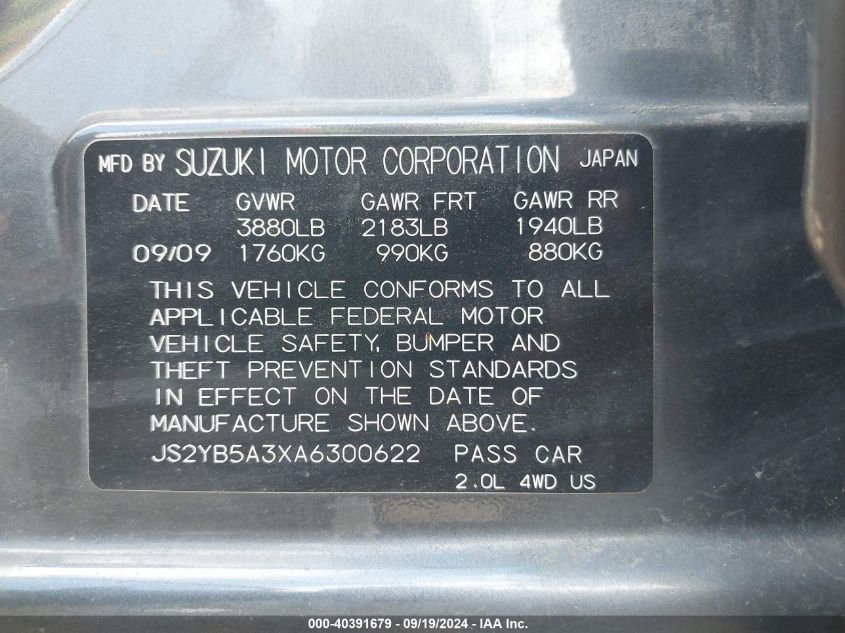 MFD BY SUZUKI MOTOR CORPORATION JAPAN
DATE GVWR GAWR FRT GAWR RR
3880LB 2183LB 1940LB
09/09 1760KG 990KG 880KG
THIS VEHICLE CONFORMS TO ALL
APPLICABLE FEDERAL MOTOR
VEHICLE SAFETY, BUMPER AND
THEFT PREVENTION STANDARDS
IN EFFECT ON THE DATE OF
MANUFACTURE SHOWN ABOVE.
JS2YB5A3XA6300622 PASS CAR
2.0L 4WD US
000-40391679 - 09/19/2024 - IAA Inc.